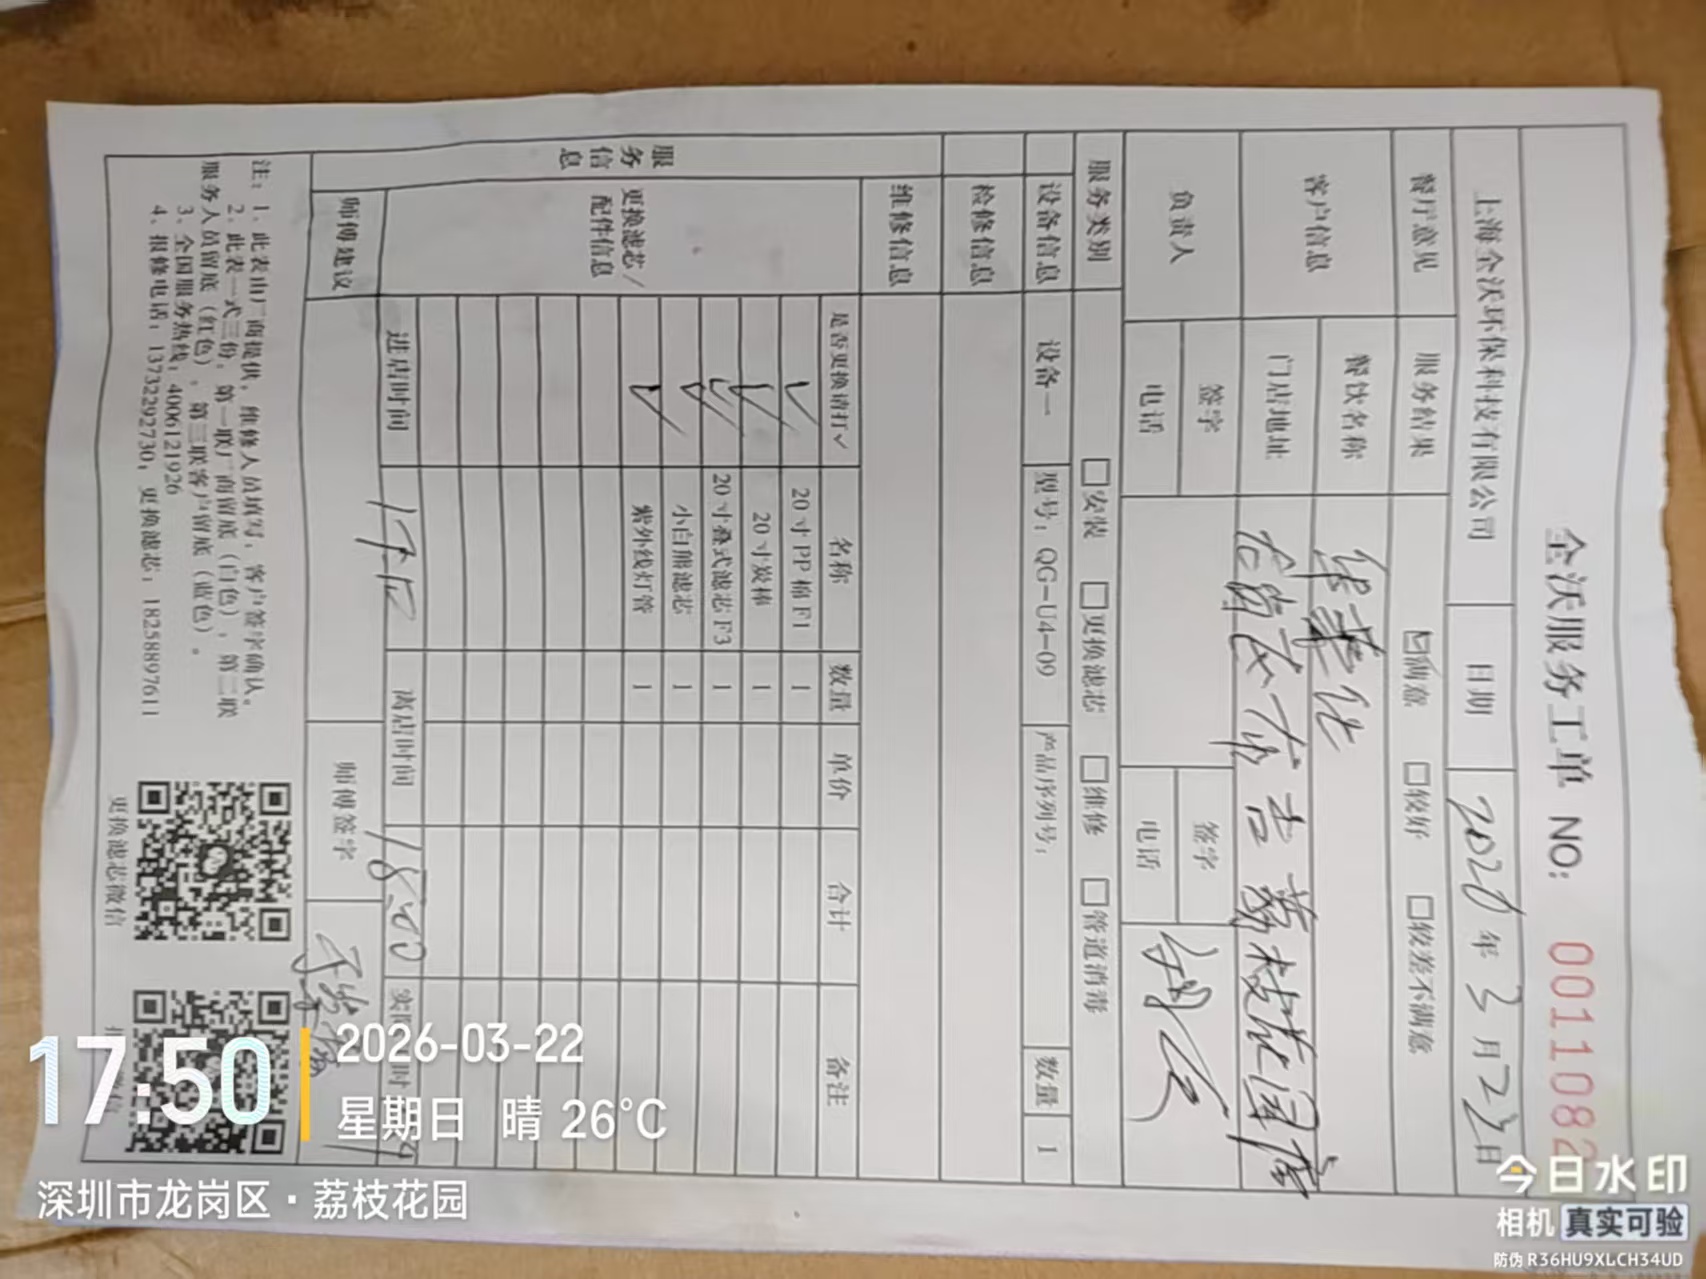 全沃服务工单 NO: 0011082
上海全沃环保科技有限公司 日期 2026年3月22日
餐厅意见 服务结果 ☑满意 □较好 □较差不满意
客户信息 餐饮名称 华莱仕
门店地址 荔枝花园店
负责人 签字 签字
电话 电话
服务类别 □安装 □更换滤芯 □维修 □管道消毒
设备信息 设备一 型号: QG-U4-09 产品序列号: 数量 1
检修信息
维修信息
服务信息
更换滤芯/配件信息
是否更换请打✓ 名称 数量 单价 合计 备注
✓ 20寸PP棉F1 1
✓ 20寸炭棒 1
✓ 20寸叠式滤芯F3 1
✓ 小白熊滤芯 1
✓ 紫外线灯管 1
进店时间 离店时间 18:00
师傅建议 师傅签字
注: 1、此表由厂商提供, 维修人员填写, 客户签字确认。
2、此表一式三份, 第一联厂商留底 (白色), 第二联
服务人员留底 (红色), 第三联客户留底 (蓝色)。
3、全国服务热线: 4006121926
4、报修电话: 13732292730, 更换滤芯: 18258897611
更换滤芯微信
17:50
2026-03-22
星期日 晴 26℃
深圳市龙岗区·荔枝花园
今日水印
相机 真实可验
防伪 R36HU9XLCH34UD